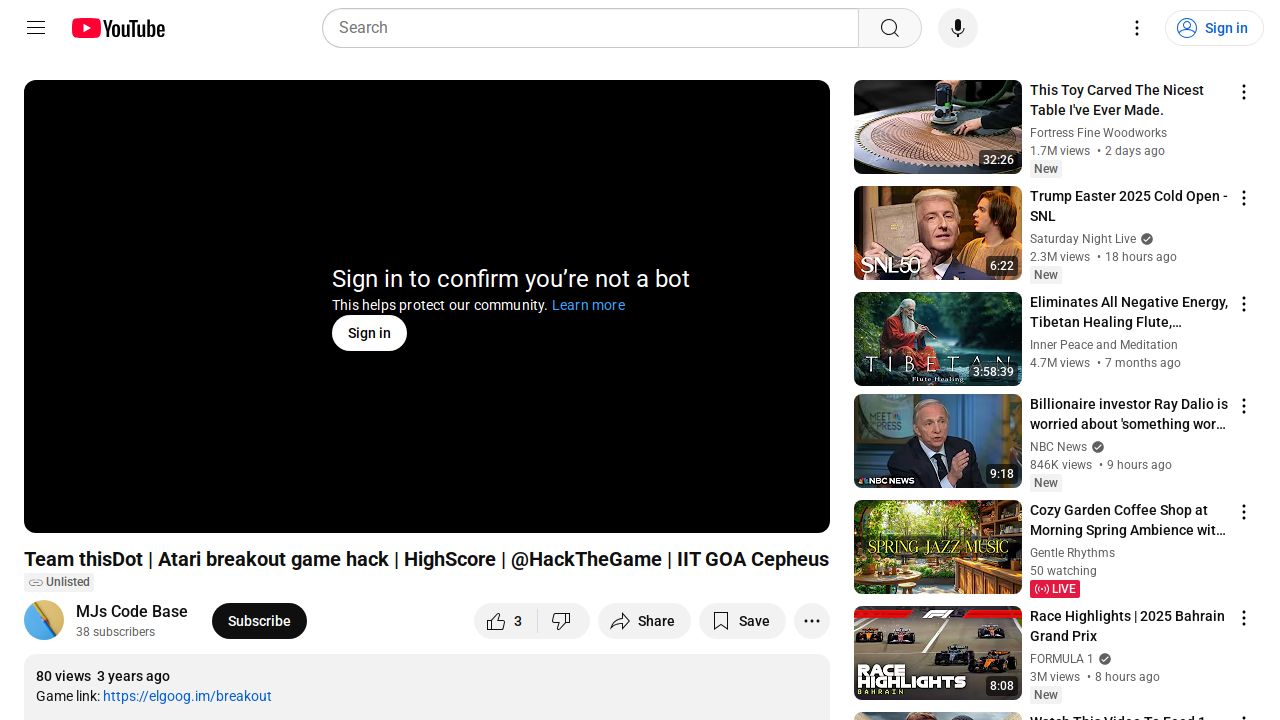 YouTube
Search
Sign in
Sign in to confirm you’re not a bot
This helps protect our community. Learn more
Sign in
Team thisDot | Atari breakout game hack | HighScore | @HackTheGame | IIT GOA Cepheus
Unlisted
MJs Code Base
38 subscribers
Subscribe
3
Share
Save
80 views 3 years ago
Game link: https://elgoog.im/breakout
32:26
This Toy Carved The Nicest
Table I've Ever Made.
Fortress Fine Woodworks
1.7M views • 2 days ago
New
SNL50
6:22
Trump Easter 2025 Cold Open -
SNL
Saturday Night Live
2.3M views • 18 hours ago
New
TIBETAN
Flute Healing
3:58:39
Eliminates All Negative Energy,
Tibetan Healing Flute,...
Inner Peace and Meditation
4.7M views • 7 months ago
MEET THE PRESS
NBC NEWS
9:18
Billionaire investor Ray Dalio is
worried about 'something wor...
NBC News
846K views • 9 hours ago
New
SPRING JAZZ MUSIC
Cozy Garden Coffee Shop at
Morning Spring Ambience wit...
Gentle Rhythms
50 watching
LIVE
F1
RACE
HIGHLIGHTS
BAHRAIN
8:08
Race Highlights | 2025 Bahrain
Grand Prix
FORMULA 1
3M views • 8 hours ago
New
Watch This Video To Feed 1